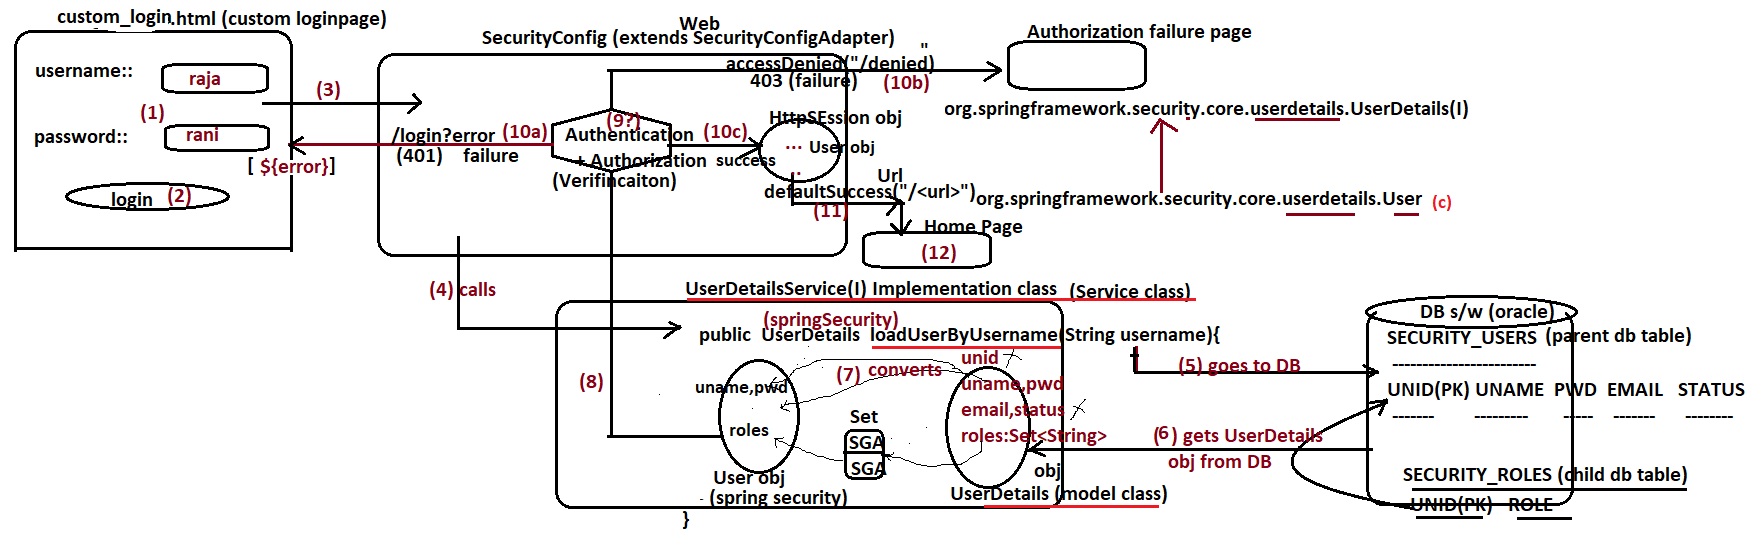 custom_login.html (custom loginpage)
username::
raja
(1)
password::
rani
[ ${error}]
login (2)
(3)
Web
SecurityConfig (extends SecurityConfigAdapter)
"
accessDenied("/denied)
403 (failure)
(10b)
Authorization failure page
/login?error
(10a)
(401)
failure
(9?)
Authentication
+ Authorization
(Verifincaiton)
(10c)
success
HttpSEssion obj
... User obj
..
Url
defaultSuccess("/<url>")
(11)
Home Page
(12)
org.springframework.security.core.userdetails.UserDetails(I)
org.springframework.security.core.userdetails.User (c)
(4) calls
UserDetailsService(I) Implementation class (Service class)
(springSecurity)
public UserDetails loadUserByUsername(String username){
unid
(7) converts
uname,pwd
uname,pwd
email,status
roles:Set<String>
roles
Set
SGA
SGA
(8)
User obj
(spring security)
obj
UserDetails (model class)
}
(5) goes to DB
(6) gets UserDetails
obj from DB
DB s/w (oracle)
SECURITY_USERS (parent db table)
------------------------
UNID(PK) UNAME PWD EMAIL STATUS
------- --------- ----- ------- --------
SECURITY_ROLES (child db table)
UNID(PK) ROLE